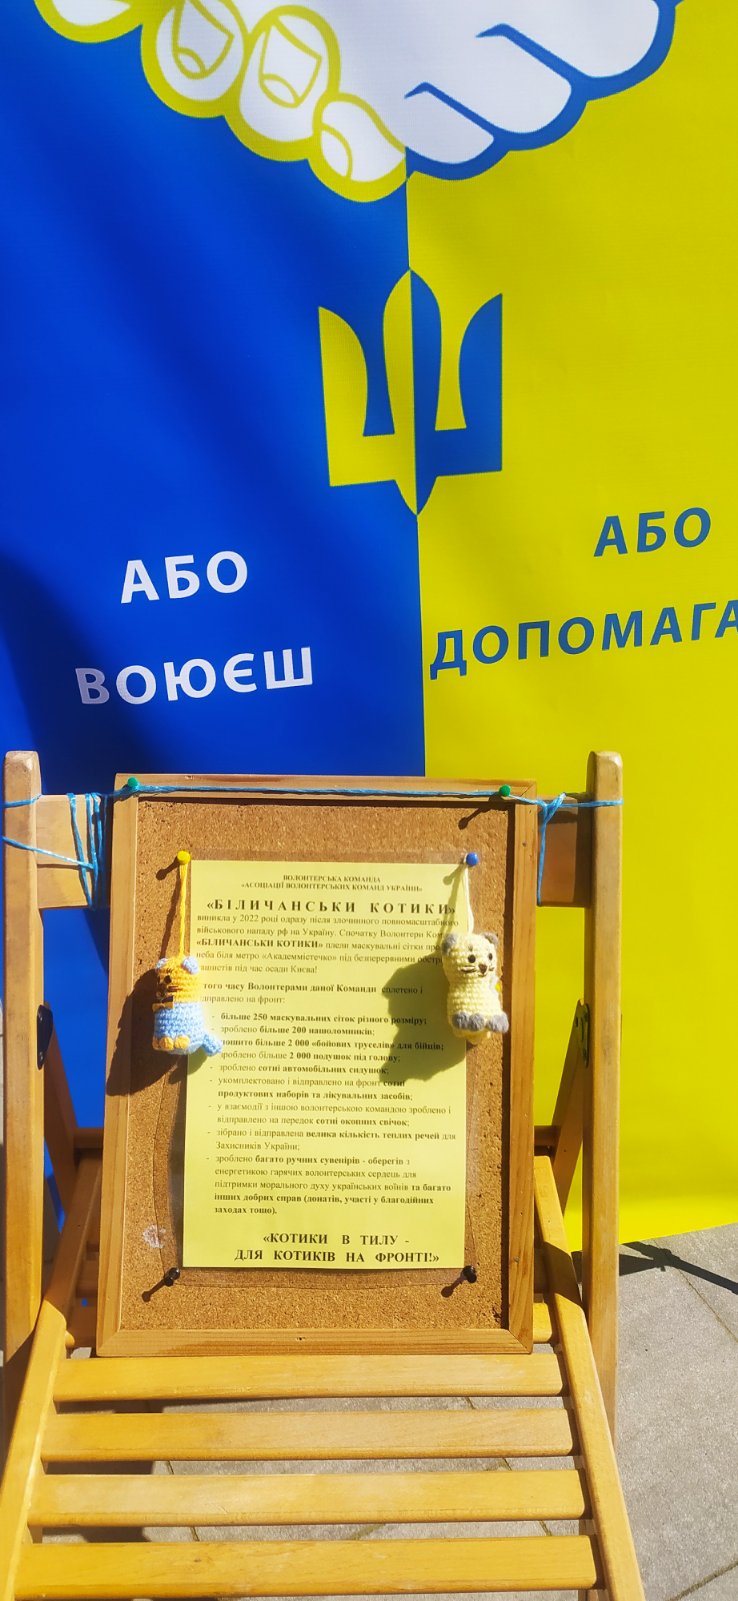 АБО
ВОЮЄШ
АБО
ДОПОМАГА
ВОЛОНТЕРСЬКА КОМАНДА
«АСОЦІАЦІЇ ВОЛОНТЕРСЬКИХ КОМАНД УКРАЇНИ»
«БІЛИЧАНСЬКИ КОТИКИ»
виникла у 2022 році одразу після злочинного повномасштабного
військового нападу рф на Україну. Спочатку Волонтери
«БІЛИЧАНСЬКИ КОТИКИ» плели маскувальні сітки
неба біля метро «Академмістечко» під безперервними
під час осади Києва!
того часу Волонтерами даної Команди сплетено і
на фронт:
- більше 250 маскувальних сіток різного розміру;
- зроблено більше 200 нашоломників;
більше 2 000 «бойових труселів» для бійців;
зроблено більше 2 000 подушок під голову;
- зроблено сотні автомобільних сидушок;
- укомплектовано і відправлено на фронт сотні
продуктових наборів та лікувальних засобів;
- у взаємодії з іншою волонтерською командою зроблено і
відправлено на передок сотні окопних свічок;
- зібрано і відправлена велика кількість теплих речей для
Захисників України;
- зроблено багато ручних сувенірів - оберегів з
енергетикою гарячих волонтерських сердець для
підтримки морального духу українських воїнів та багато
інших добрих справ (донатів, участі у благодійних
заходах тощо).
«КОТИКИ В ТИЛУ -
ДЛЯ КОТИКІВ НА ФРОНТІ!»